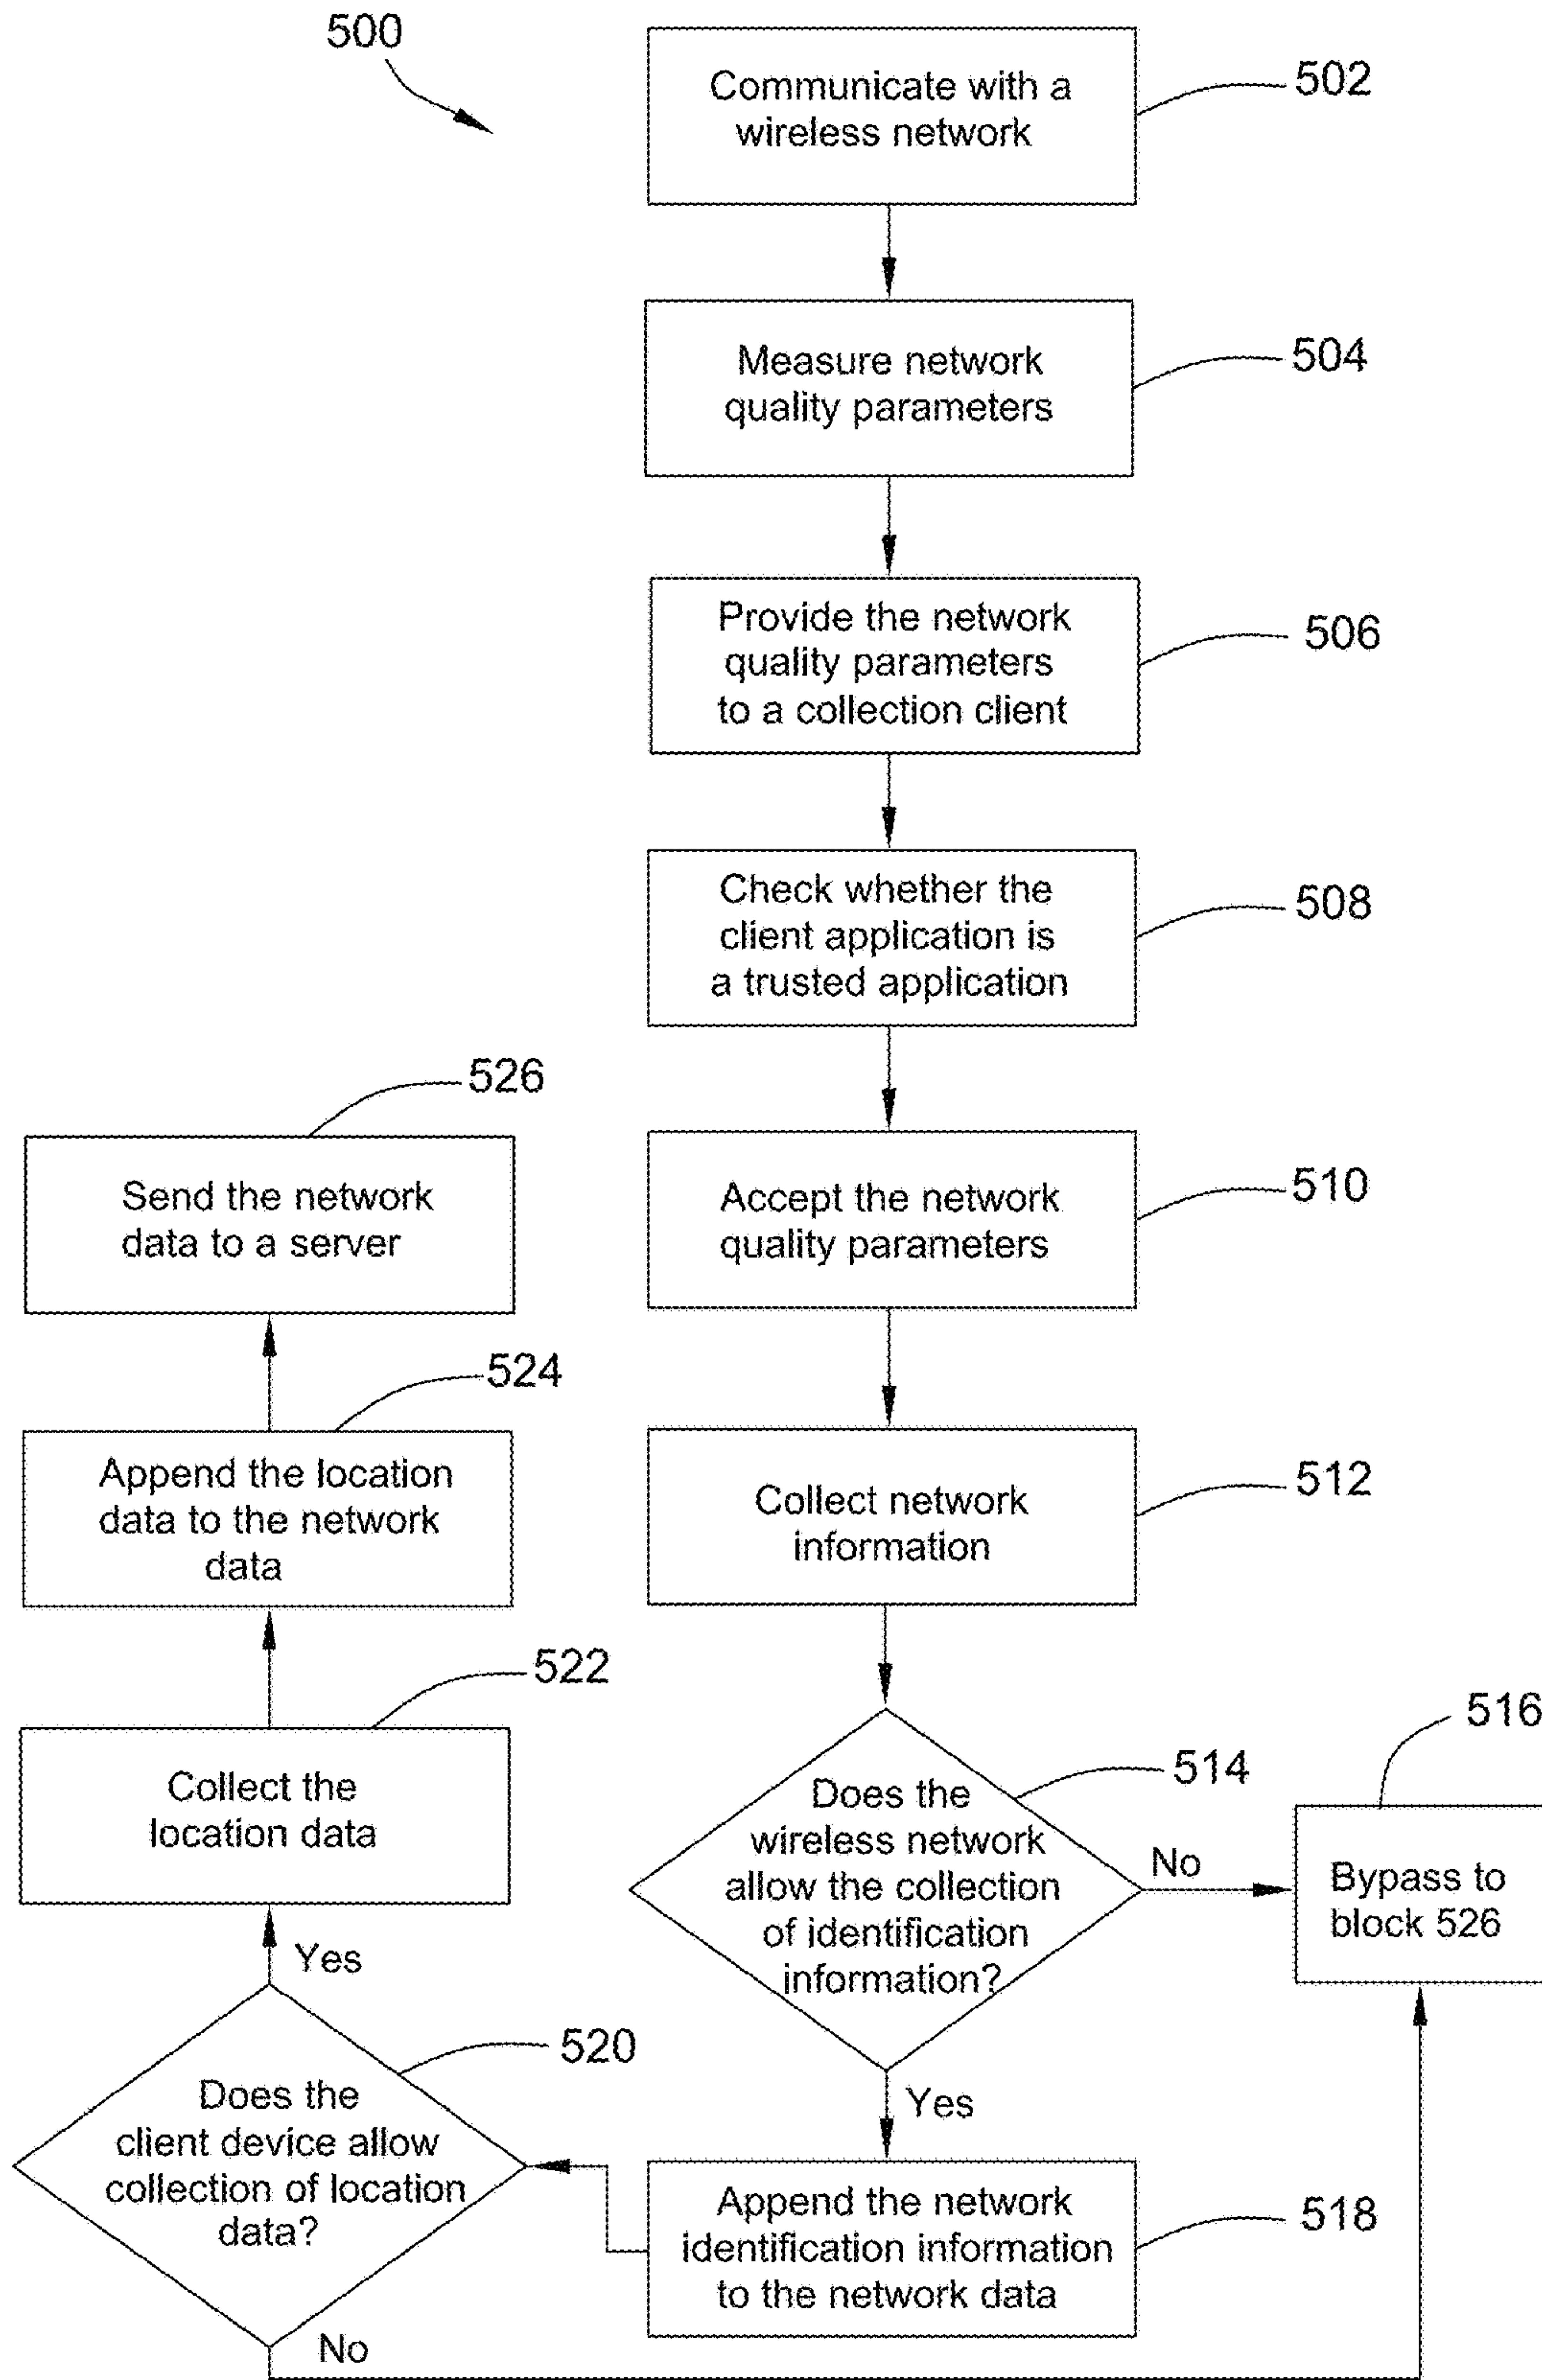 500
Communicate with a
wireless network
502
Measure network
quality parameters
504
Provide the network
quality parameters
to a collection client
506
Check whether the
client application is
a trusted application
508
Accept the network
quality parameters
510
Collect network
information
512
Does the
wireless network
allow the collection
of identification
information?
514
No
Bypass to
block 526
516
Yes
Append the network
identification information
to the network data
518
Does the
client device allow
collection of location
data?
520
No
Yes
Collect the
location data
522
Append the location
data to the network
data
524
Send the network
data to a server
526